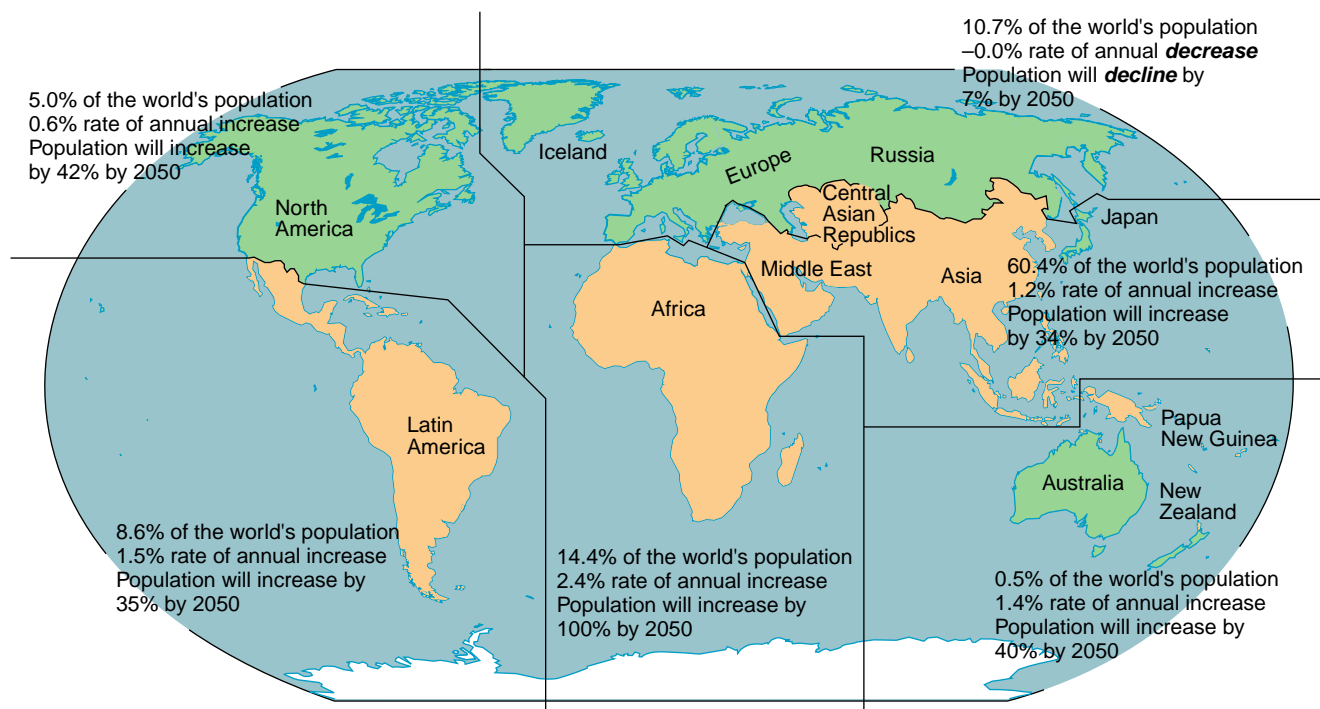 10.7% of the world's population
–0.0% rate of annual decrease
Population will decline by
7% by 2050
5.0% of the world's population
0.6% rate of annual increase
Population will increase
by 42% by 2050
Iceland
Europe
Russia
North
America
Central
Asian
Republics
Japan
Middle East
Asia
60.4% of the world's population
1.2% rate of annual increase
Population will increase
by 34% by 2050
Africa
Latin
America
Papua
New Guinea
Australia
New
Zealand
8.6% of the world's population
1.5% rate of annual increase
Population will increase by
35% by 2050
14.4% of the world's population
2.4% rate of annual increase
Population will increase by
100% by 2050
0.5% of the world's population
1.4% rate of annual increase
Population will increase by
40% by 2050